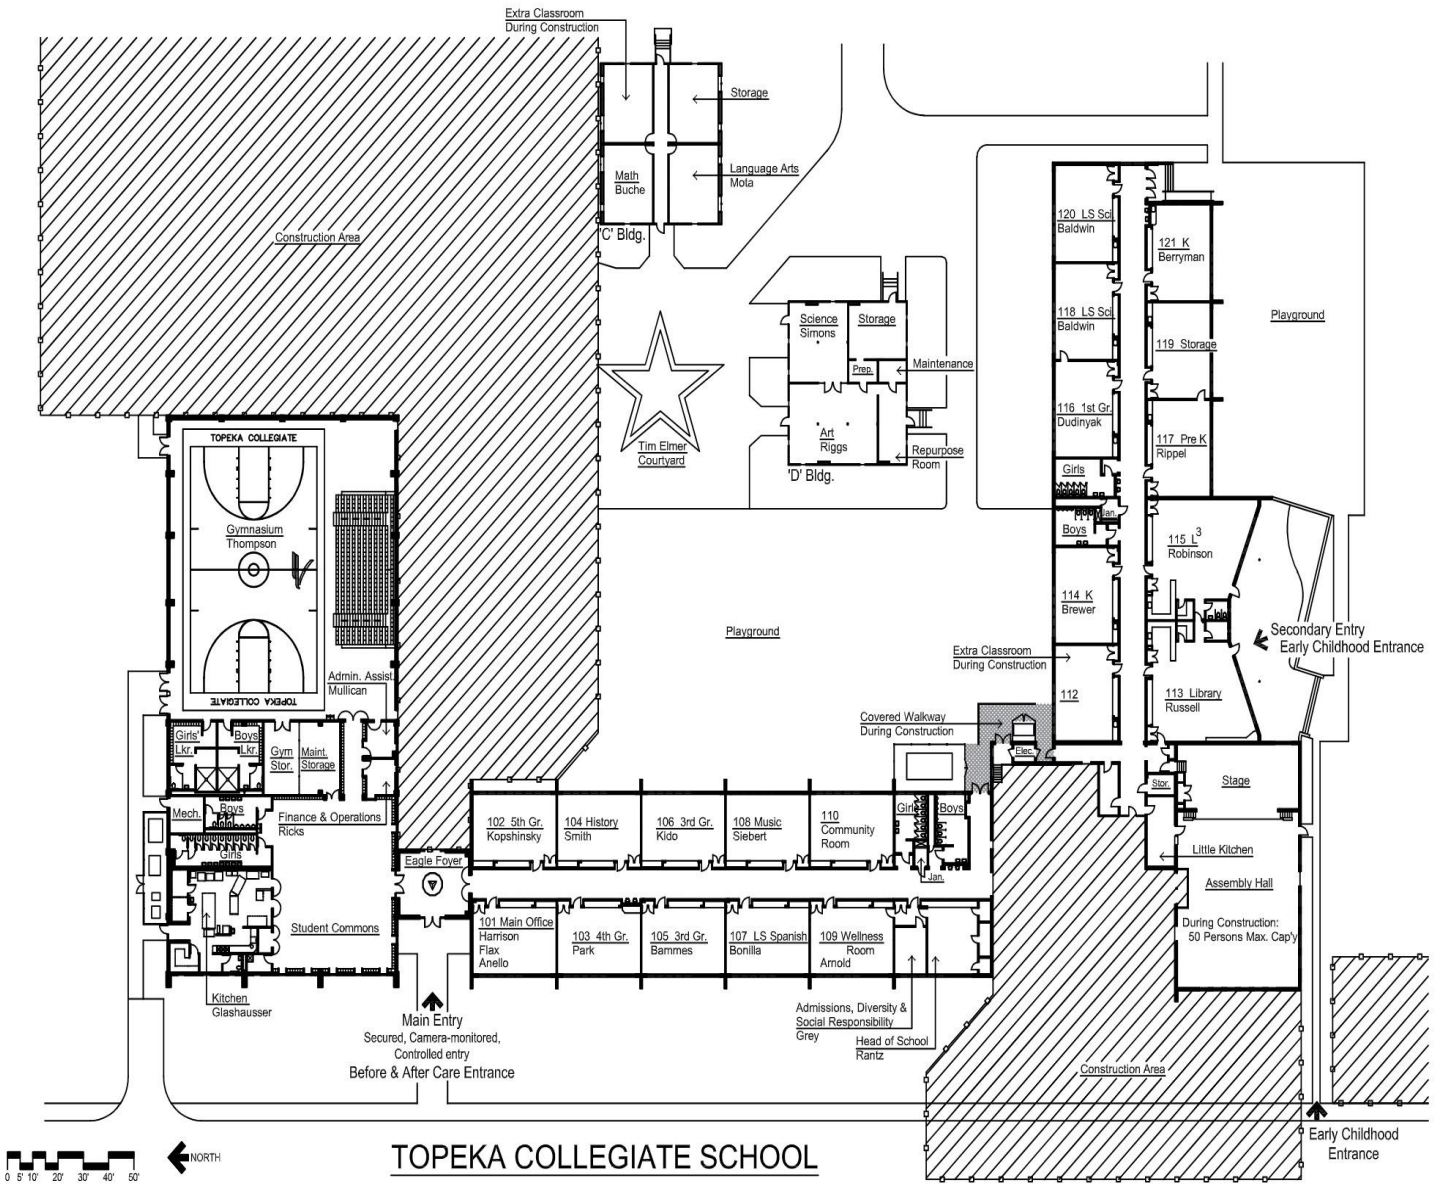 Extra Classroom
During Construction
Storage
Math
Buche
Language Arts
Mota
'C' Bldg.
Construction Area
120 LS Sci.
Baldwin
121 K
Berryman
118 LS Sci.
Baldwin
119 Storage
Playground
Science
Simons
Storage
Prep.
Maintenance
116 1st Gr.
Dudinyak
117 Pre K
Rippel
Art
Riggs
Repurpose
Room
'D' Bldg.
Tim Elmer
Courtyard
TOPEKA COLLEGIATE
Gymnasium
Thompson
TOPEKA COLLEGIATE
Girls
Jan.
Boys
115 L3
Robinson
114 K
Brewer
Playground
Secondary Entry
Early Childhood Entrance
Extra Classroom
During Construction
112
113 Library
Russell
Admin. Assist.
Mullican
Girls'
Lkr.
Boys
Lkr.
Gym
Stor.
Maint.
Storage
Covered Walkway
During Construction
Elec.
Stor.
Stage
Mech.
Boys
Girls
Finance & Operations
Ricks
Eagle Foyer
102 5th Gr.
Kopshinsky
104 History
Smith
106 3rd Gr.
Kido
108 Music
Siebert
110
Community
Room
Girls
Boys
Jan.
Little Kitchen
Assembly Hall
During Construction:
50 Persons Max. Cap'y
Student Commons
101 Main Office
Harrison
Flax
Anello
103 4th Gr.
Park
105 3rd Gr.
Bammes
107 LS Spanish
Bonilla
109 Wellness
Room
Arnold
Kitchen
Glashausser
Main Entry
Secured, Camera-monitored,
Controlled entry
Before & After Care Entrance
Admissions, Diversity &
Social Responsibility
Grey
Head of School
Rantz
Construction Area
Early Childhood
Entrance
0 5' 10' 20' 30' 40' 50'
NORTH
TOPEKA COLLEGIATE SCHOOL